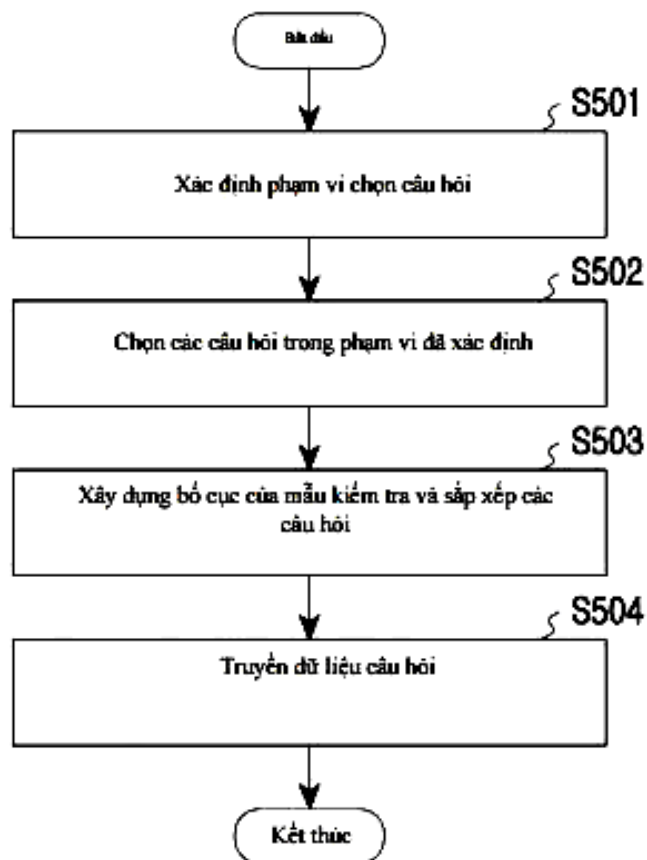 Bắt đầu
S501
Xác định phạm vi chọn câu hỏi
S502
Chọn các câu hỏi trong phạm vi đã xác định
S503
Xây dựng bố cục của mẫu kiểm tra và sắp xếp các
câu hỏi
S504
Truyền dữ liệu câu hỏi
Kết thúc